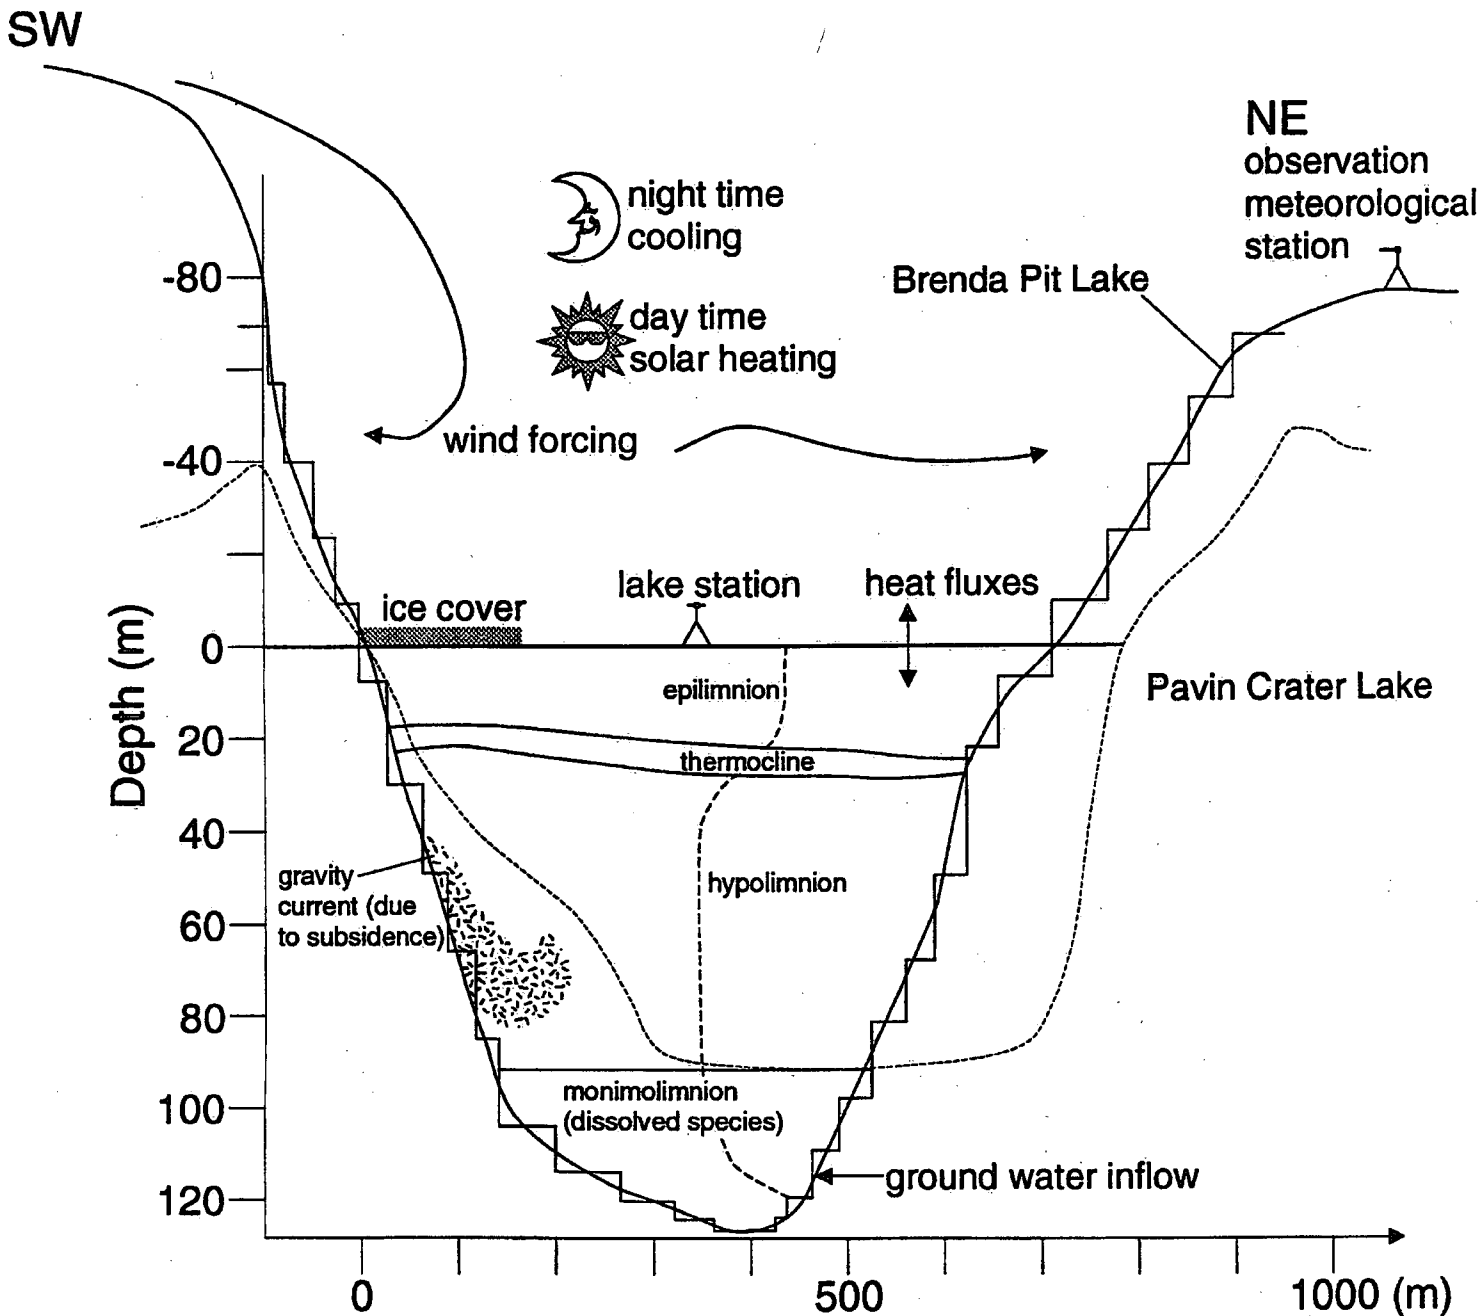 SW
NE
observation
meteorological
station
night time
cooling
-80
Brenda Pit Lake
day time
solar heating
wind forcing
-40
lake station
heat fluxes
ice cover
0
Depth (m)
epilimnion
Pavin Crater Lake
20
thermocline
40
gravity
current (due
to subsidence)
hypolimnion
60
80
monimolimnion
(dissolved species)
100
ground water inflow
120
0
500
1000 (m)